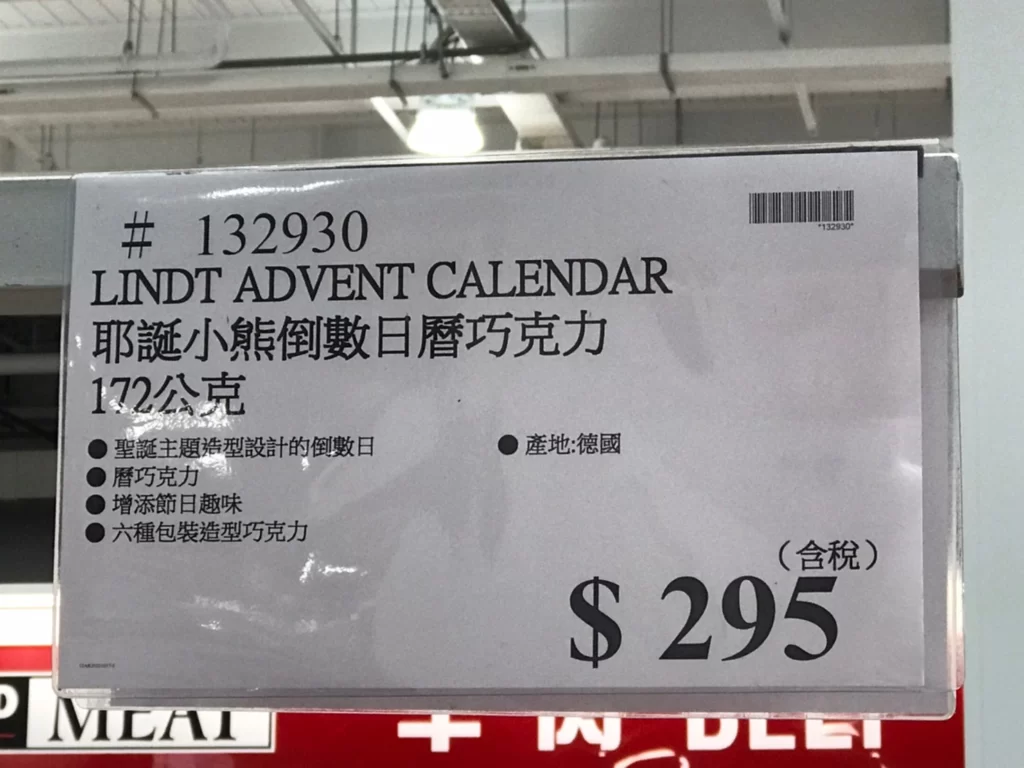 # 132930
*132930*
LINDT ADVENT CALENDAR
耶誕小熊倒數日曆巧克力
172公克
● 聖誕主題造型設計的倒數日
● 曆巧克力
● 增添節日趣味
● 六種包裝造型巧克力
● 產地:德國
（含稅）
$ 295
MEAT
牛肉 BEEF